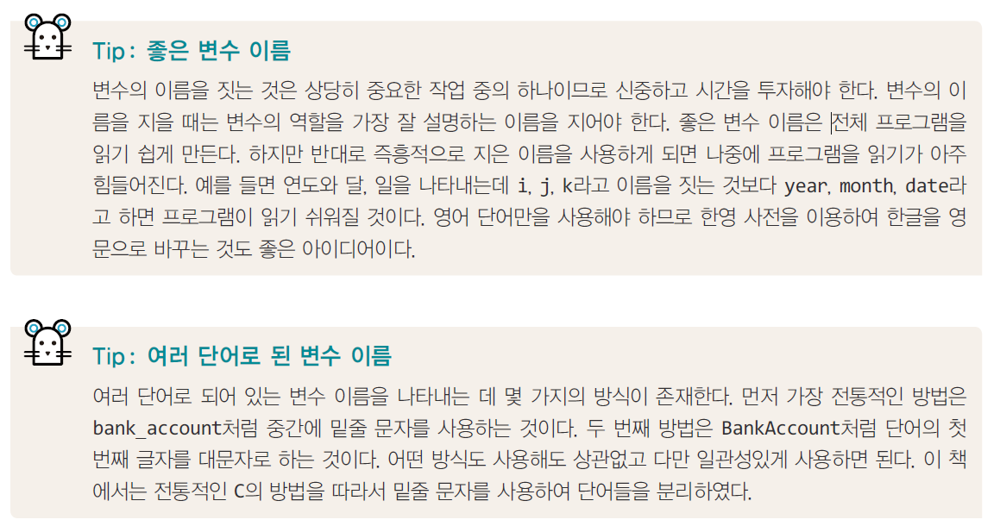 Tip: 좋은 변수 이름
변수의 이름을 짓는 것은 상당히 중요한 작업 중의 하나이므로 신중하고 시간을 투자해야 한다. 변수의 이
름을 지을 때는 변수의 역할을 가장 잘 설명하는 이름을 지어야 한다. 좋은 변수 이름은 전체 프로그램을
읽기 쉽게 만든다. 하지만 반대로 즉흥적으로 지은 이름을 사용하게 되면 나중에 프로그램을 읽기가 아주
힘들어진다. 예를 들면 연도와 달, 일을 나타내는데 i, j, k라고 이름을 짓는 것보다 year, month, date라
고 하면 프로그램이 읽기 쉬워질 것이다. 영어 단어만을 사용해야 하므로 한영 사전을 이용하여 한글을 영
문으로 바꾸는 것도 좋은 아이디어이다.
Tip: 여러 단어로 된 변수 이름
여러 단어로 되어 있는 변수 이름을 나타내는 데 몇 가지의 방식이 존재한다. 먼저 가장 전통적인 방법은
bank_account처럼 중간에 밑줄 문자를 사용하는 것이다. 두 번째 방법은 BankAccount처럼 단어의 첫
번째 글자를 대문자로 하는 것이다. 어떤 방식도 사용해도 상관없고 다만 일관성있게 사용하면 된다. 이 책
에서는 전통적인 C의 방법을 따라서 밑줄 문자를 사용하여 단어들을 분리하였다.